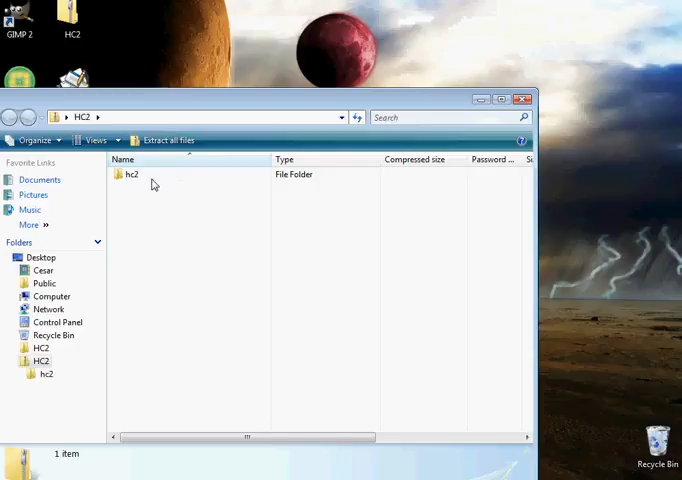 GIMP 2
HC2
HC2
Search
Organize
Views
Extract all files
Favorite Links
Name
Type
Compressed size
Password ...
Si
hc2
File Folder
Documents
Pictures
Music
More »
Folders
Desktop
Cesar
Public
Computer
Network
Control Panel
Recycle Bin
HC2
HC2
hc2
1 item
Recycle Bin